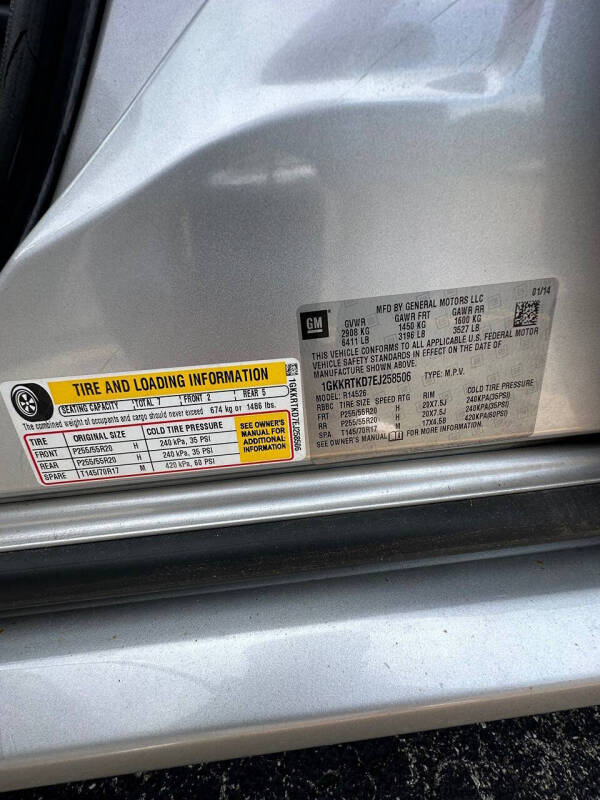 GM
MFD BY GENERAL MOTORS LLC
01/14
GVWR GAWR FRT GAWR RR
2908 KG 1450 KG 1600 KG
6411 LB 3196 LB 3527 LB
THIS VEHICLE CONFORMS TO ALL APPLICABLE U.S. FEDERAL MOTOR
VEHICLE SAFETY STANDARDS IN EFFECT ON THE DATE OF
MANUFACTURE SHOWN ABOVE.
1GKKRTKD7EJ258506 TYPE: M.P.V.
MODEL: R14526
RBBC TIRE SIZE SPEED RTG RIM COLD TIRE PRESSURE
FRT P255/55R20 H 20X7.5J 240KPA(35PSI)
RR P255/55R20 H 20X7.5J 240KPA(35PSI)
SPA T145/70R17 M 17X4.5B 420KPA(60PSI)
SEE OWNER'S MANUAL FOR MORE INFORMATION.
TIRE AND LOADING INFORMATION
SEATING CAPACITY TOTAL 7 FRONT 2 REAR 5
The combined weight of occupants and cargo should never exceed 674 kg or 1486 lbs.
TIRE ORIGINAL SIZE COLD TIRE PRESSURE
FRONT P255/55R20 H 240 kPa, 35 PSI
REAR P255/55R20 H 240 kPa, 35 PSI
SPARE T145/70R17 M 420 kPa, 60 PSI
SEE OWNER'S
MANUAL FOR
ADDITIONAL
INFORMATION
1GKKRTKD7EJ258506